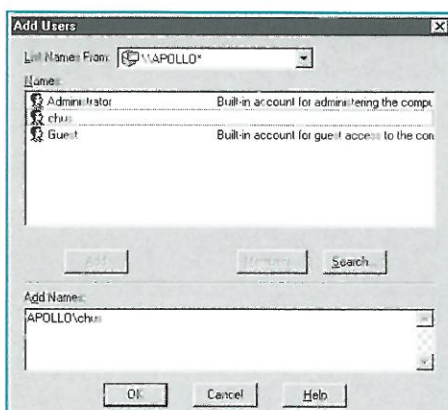 Add Users
List Names From: \\APOLLO*
Names:
Administrator Built-in account for administering the compu
chus
Guest Built-in account for guest access to the con
Add
Members Search...
Add Names:
APOLLO\chus
OK Cancel Help